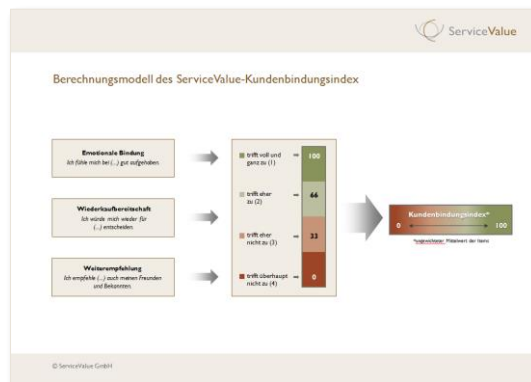 ServiceValue
Berechnungsmodell des ServiceValue-Kundenbindungsindex
Emotionale Bindung
Ich fühle mich bei (...) gut aufgehoben.
Wiederkaufbereitschaft
Ich würde mich wieder für
(...) entscheiden.
Weiterempfehlung
Ich empfehle (...) auch meinen Freunden
und Bekannten.
trifft voll und
ganz zu (1)
100
trifft eher
zu (2)
66
trifft eher
nicht zu (3)
33
trifft überhaupt
nicht zu (4)
0
Kundenbindungsindex*
0 100
*ungewichteter Mittelwert der Items
© ServiceValue GmbH